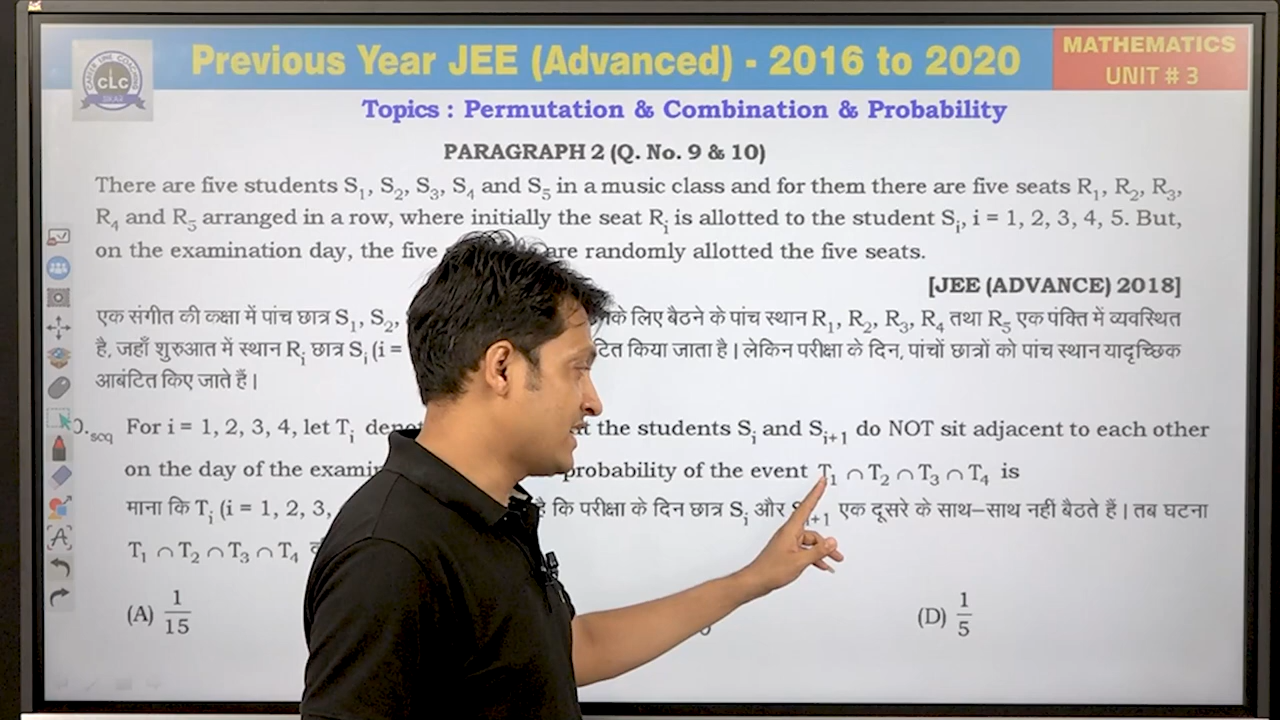 CLC
Previous Year JEE (Advanced) - 2016 to 2020
MATHEMATICS
UNIT # 3
Topics : Permutation & Combination & Probability
PARAGRAPH 2 (Q. No. 9 & 10)
There are five students S₁, S₂, S₃, S₄ and S₅ in a music class and for them there are five seats R₁, R₂, R₃,
R₄ and R₅ arranged in a row, where initially the seat Rᵢ is allotted to the student Sᵢ, i = 1, 2, 3, 4, 5. But,
on the examination day, the five are randomly allotted the five seats.
[JEE (ADVANCE) 2018]
एक संगीत की कक्षा में पांच छात्र S₁, S₂, के लिए बैठने के पांच स्थान R₁, R₂, R₃, R₄ तथा R₅ एक पंक्ति में व्यवस्थित
है, जहाँ शुरुआत में स्थान Rᵢ छात्र Sᵢ (i = किया जाता है। लेकिन परीक्षा के दिन, पांचों छात्रों को पांच स्थान यादृच्छिक
आबंटित किए जाते हैं।
scq For i = 1, 2, 3, 4, let Tᵢ the students Sᵢ and Sᵢ₊₁ do NOT sit adjacent to each other
on the day of the probability of the event T₁ ∩ T₂ ∩ T₃ ∩ T₄ is
माना कि Tᵢ (i = 1, 2, 3, है कि परीक्षा के दिन छात्र Sᵢ और एक दूसरे के साथ–साथ नहीं बैठते हैं। तब घटना
T₁ ∩ T₂ ∩ T₃ ∩ T₄
(A) 1/15 (D) 1/5